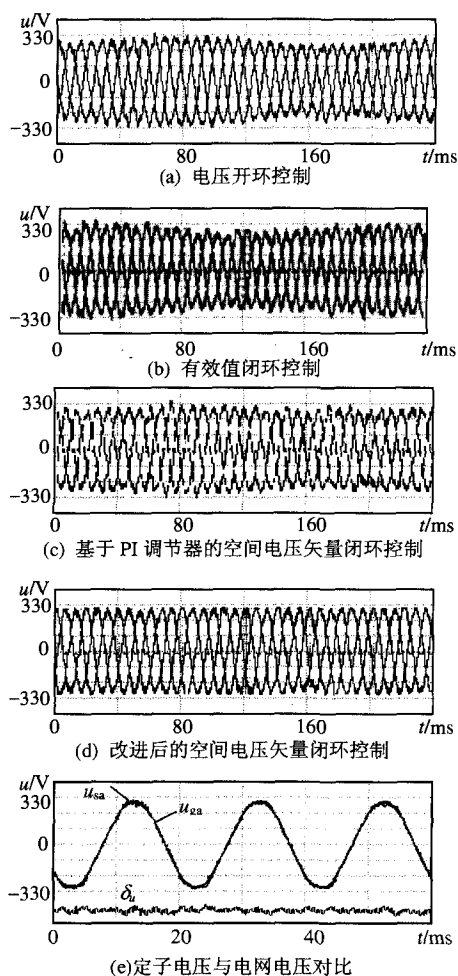 u/V
330
0
−330
0 80 160 t/ms
(a) 电压开环控制
u/V
330
0
−330
0 80 160 t/ms
(b) 有效值闭环控制
u/V
330
0
−330
0 80 160 t/ms
(c) 基于 PI 调节器的空间电压矢量闭环控制
u/V
330
0
−330
0 80 160 t/ms
(d) 改进后的空间电压矢量闭环控制
u/V
330
usa
uga
0
−330
δu
0 20 40 t/ms
(e)定子电压与电网电压对比